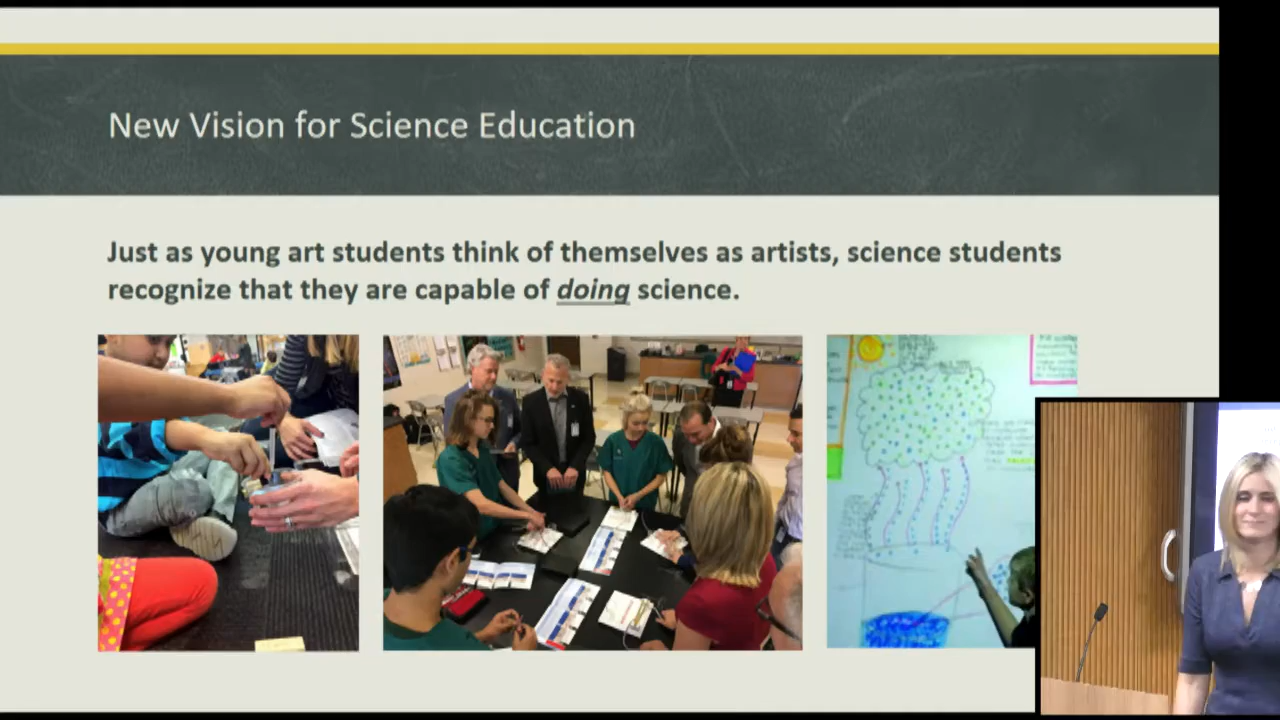 New Vision for Science Education
Just as young art students think of themselves as artists, science students
recognize that they are capable of doing science.